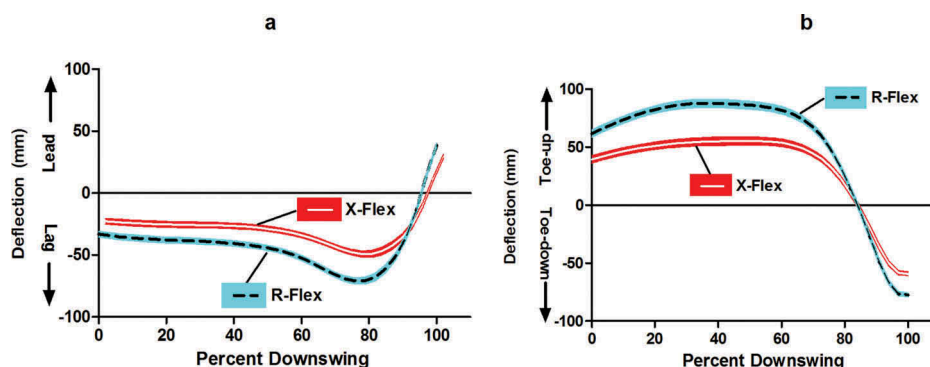 a
100
50
0
-50
-100
Deflection (mm)
Lag
Lead
X-Flex
R-Flex
0 20 40 60 80 100
Percent Downswing
b
100
50
0
-50
-100
Deflection (mm)
Toe-down
Toe-up
R-Flex
X-Flex
0 20 40 60 80 100
Percent Downswing